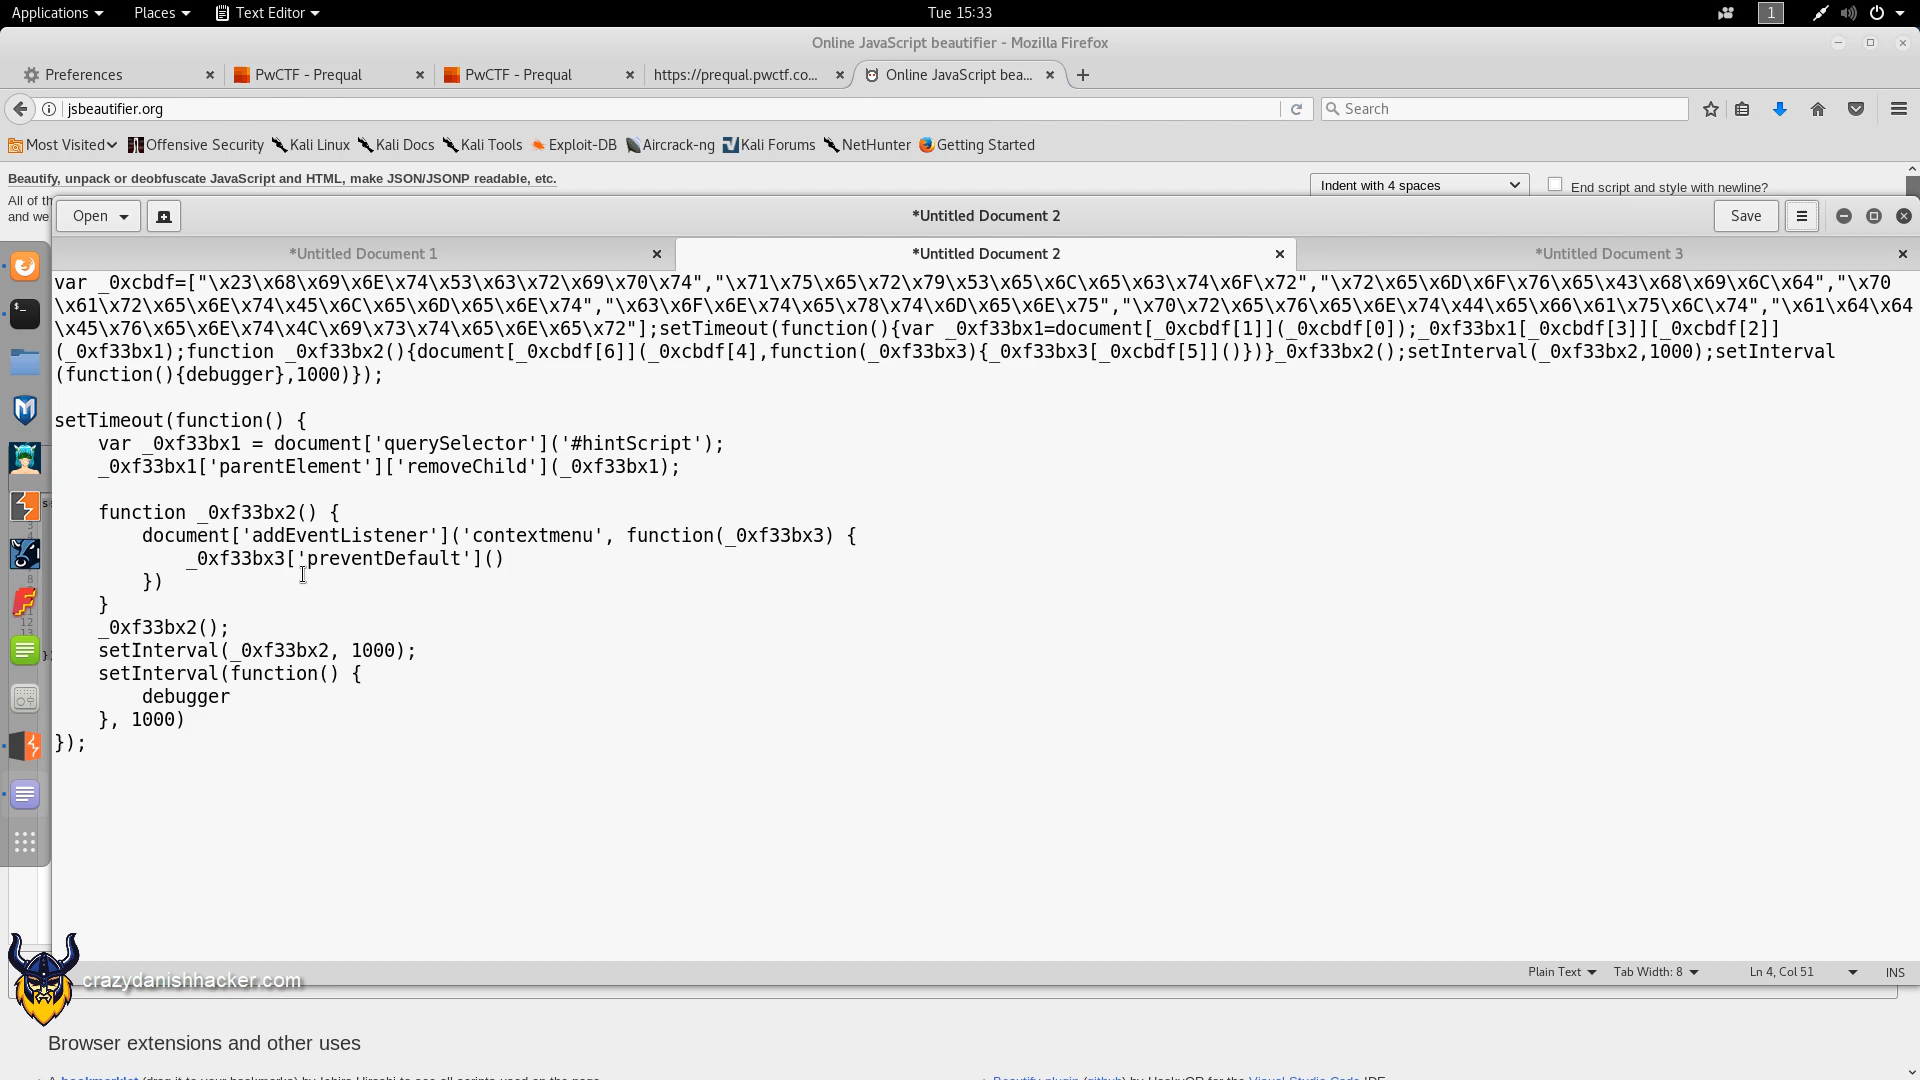 Applications Places Text Editor Tue 15:33 1
Online JavaScript beautifier - Mozilla Firefox
Preferences × PwCTF - Prequal × PwCTF - Prequal × https://prequal.pwctf.co... × Online JavaScript bea... ×
jsbeautifier.org Search
Most Visited Offensive Security Kali Linux Kali Docs Kali Tools Exploit-DB Aircrack-ng Kali Forums NetHunter Getting Started
Beautify, unpack or deobfuscate JavaScript and HTML, make JSON/JSONP readable, etc.
All of th
and we
Indent with 4 spaces End script and style with newline?
Open *Untitled Document 2 Save
*Untitled Document 1 × *Untitled Document 2 × *Untitled Document 3 ×
var _0xcbdf=["\x23\x68\x69\x6E\x74\x53\x63\x72\x69\x70\x74","\x71\x75\x65\x72\x79\x53\x65\x6C\x65\x63\x74\x6F\x72","\x72\x65\x6D\x6F\x76\x65\x43\x68\x69\x6C\x64","\x70
\x61\x72\x65\x6E\x74\x45\x6C\x65\x6D\x65\x6E\x74","\x63\x6F\x6E\x74\x65\x78\x74\x6D\x65\x6E\x75","\x70\x72\x65\x76\x65\x6E\x74\x44\x65\x66\x61\x75\x6C\x74","\x61\x64\x64
\x45\x76\x65\x6E\x74\x4C\x69\x73\x74\x65\x6E\x65\x72"];setTimeout(function(){var _0xf33bx1=document[_0xcbdf[1]](_0xcbdf[0]);_0xf33bx1[_0xcbdf[3]][_0xcbdf[2]]
(_0xf33bx1);function _0xf33bx2(){document[_0xcbdf[6]](_0xcbdf[4],function(_0xf33bx3){_0xf33bx3[_0xcbdf[5]]()})}_0xf33bx2();setInterval(_0xf33bx2,1000);setInterval
(function(){debugger},1000)});
setTimeout(function() {
    var _0xf33bx1 = document['querySelector']('#hintScript');
    _0xf33bx1['parentElement']['removeChild'](_0xf33bx1);
    function _0xf33bx2() {
        document['addEventListener']('contextmenu', function(_0xf33bx3) {
            _0xf33bx3['preventDefault']()
        })
    }
    _0xf33bx2();
    setInterval(_0xf33bx2, 1000);
    setInterval(function() {
        debugger
    }, 1000)
});
Plain Text Tab Width: 8 Ln 4, Col 51 INS
crazydanishhacker.com
Browser extensions and other uses